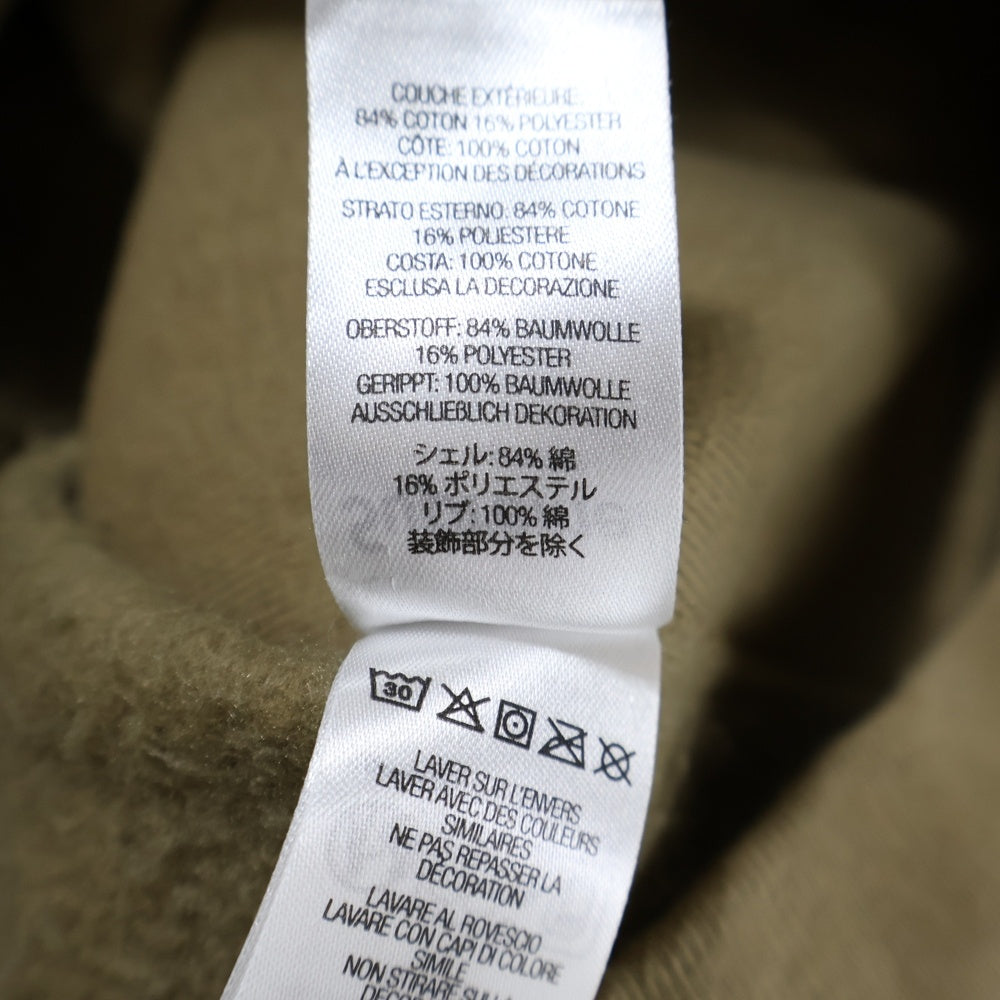 COUCHE EXTÉRIEURE:
84% COTON 16% POLYESTER
CÔTE: 100% COTON
À L'EXCEPTION DES DÉCORATIONS
STRATO ESTERNO: 84% COTONE
16% POLIESTERE
COSTA: 100% COTONE
ESCLUSA LA DECORAZIONE
OBERSTOFF: 84% BAUMWOLLE
16% POLYESTER
GERIPPT: 100% BAUMWOLLE
AUSSCHLIEßLICH DEKORATION
シェル: 84% 綿
16% ポリエステル
リブ: 100% 綿
装飾部分を除く
30
LAVER SUR L'ENVERS
LAVER AVEC DES COULEURS
SIMILAIRES
NE PAS REPASSER LA
DÉCORATION
LAVARE AL ROVESCIO
LAVARE CON CAPI DI COLORE
SIMILE
NON STIRARE SULLA